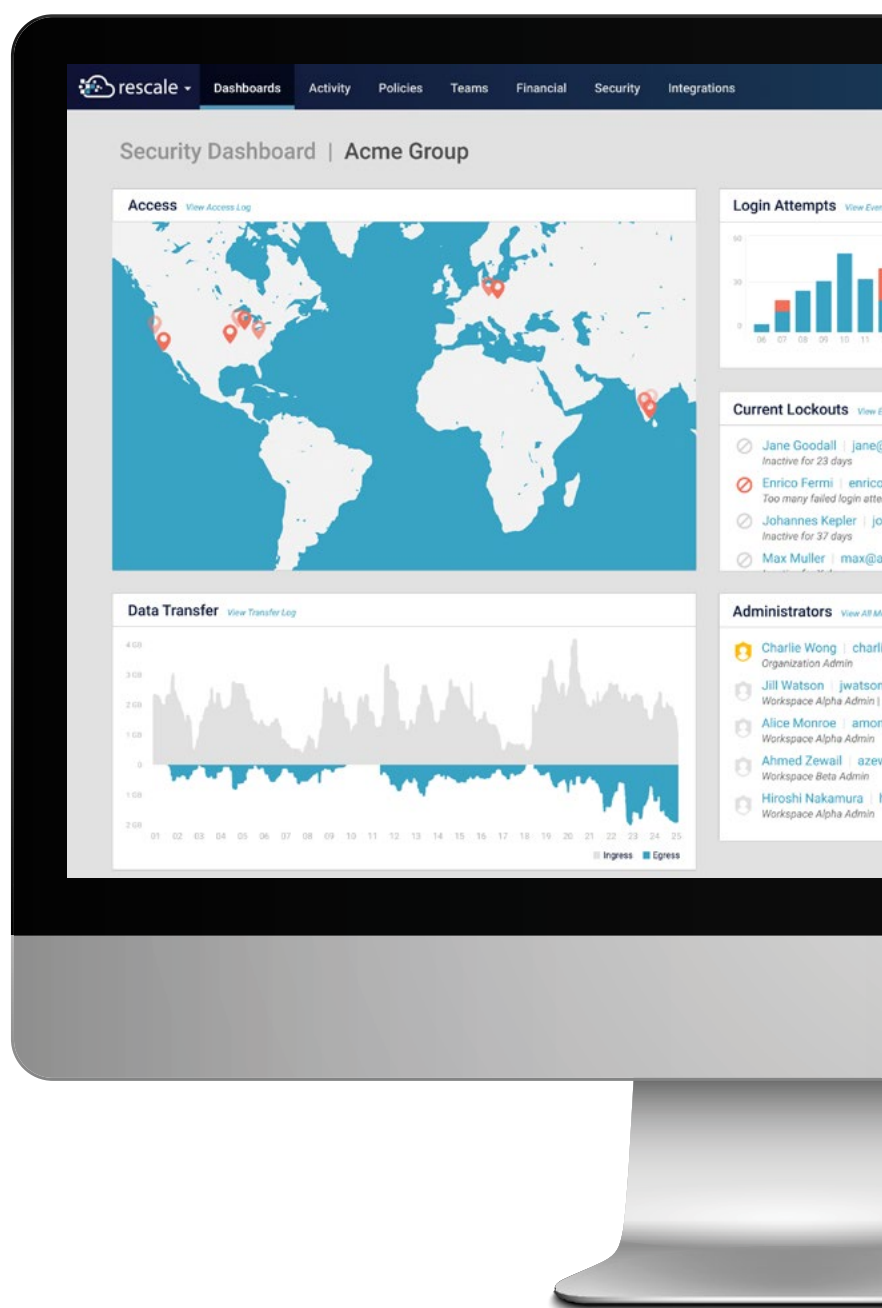 rescale
Dashboards Activity Policies Teams Financial Security Integrations
Security Dashboard | Acme Group
Access View Access Log
Login Attempts View
60
30
0
06 07 08 09 10 11
Current Lockouts View
Jane Goodall | jane@
Inactive for 23 days
Enrico Fermi | enrico
Too many failed login
Johannes Kepler | jo
Inactive for 37 days
Max Muller | max@a
Data Transfer View Transfer Log
4 GB
3 GB
2 GB
1 GB
0
1 GB
2 GB
01 02 03 04 05 06 07 08 09 10 11 12 13 14 15 16 17 18 19 20 21 22 23 24 25
Ingress Egress
Administrators View All
Charlie Wong | charli
Organization Admin
Jill Watson | jwatson
Workspace Alpha Admin |
Alice Monroe | amon
Workspace Alpha Admin
Ahmed Zewail | azew
Workspace Beta Admin
Hiroshi Nakamura |
Workspace Alpha Admin